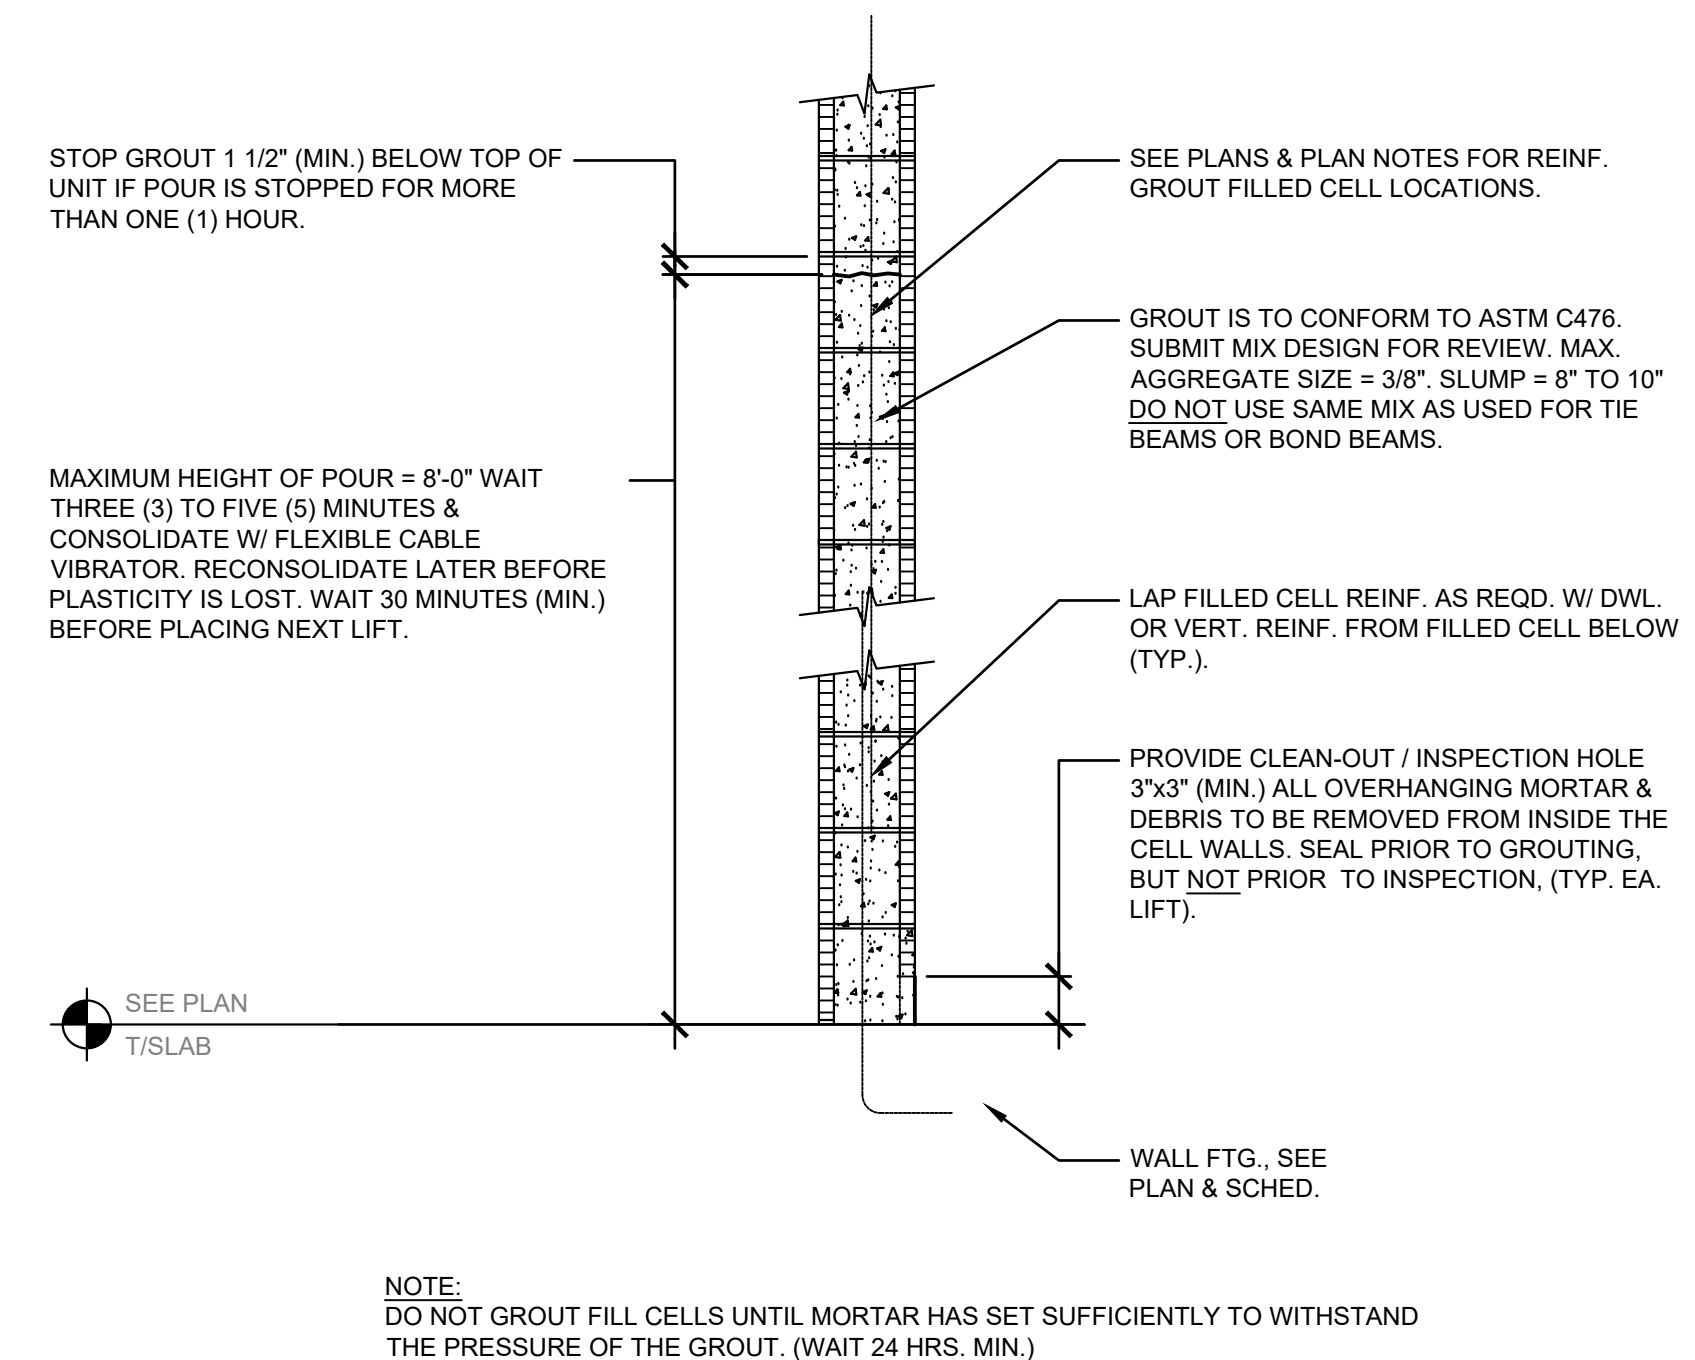 STOP GROUT 1 1/2" (MIN.) BELOW TOP OF
UNIT IF POUR IS STOPPED FOR MORE
THAN ONE (1) HOUR.
SEE PLANS & PLAN NOTES FOR REINF.
GROUT FILLED CELL LOCATIONS.
GROUT IS TO CONFORM TO ASTM C476.
SUBMIT MIX DESIGN FOR REVIEW. MAX.
AGGREGATE SIZE = 3/8". SLUMP = 8" TO 10"
DO NOT USE SAME MIX AS USED FOR TIE
BEAMS OR BOND BEAMS.
MAXIMUM HEIGHT OF POUR = 8'-0" WAIT
THREE (3) TO FIVE (5) MINUTES &
CONSOLIDATE W/ FLEXIBLE CABLE
VIBRATOR. RECONSOLIDATE LATER BEFORE
PLASTICITY IS LOST. WAIT 30 MINUTES (MIN.)
BEFORE PLACING NEXT LIFT.
LAP FILLED CELL REINF. AS REQD. W/ DWL.
OR VERT. REINF. FROM FILLED CELL BELOW
(TYP.).
PROVIDE CLEAN-OUT / INSPECTION HOLE
3"x3" (MIN.) ALL OVERHANGING MORTAR &
DEBRIS TO BE REMOVED FROM INSIDE THE
CELL WALLS. SEAL PRIOR TO GROUTING,
BUT NOT PRIOR TO INSPECTION, (TYP. EA.
LIFT).
SEE PLAN
T/SLAB
WALL FTG., SEE
PLAN & SCHED.
NOTE:
DO NOT GROUT FILL CELLS UNTIL MORTAR HAS SET SUFFICIENTLY TO WITHSTAND
THE PRESSURE OF THE GROUT. (WAIT 24 HRS. MIN.)